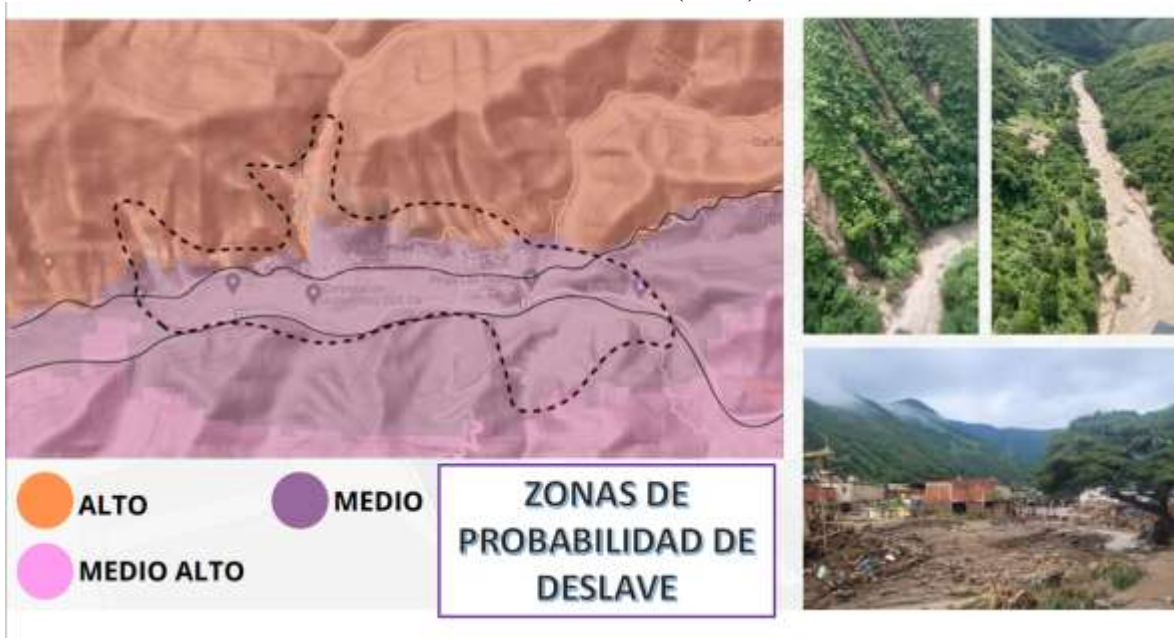 ALTO
MEDIO
MEDIO ALTO
ZONAS DE
PROBABILIDAD DE
DESLAVE